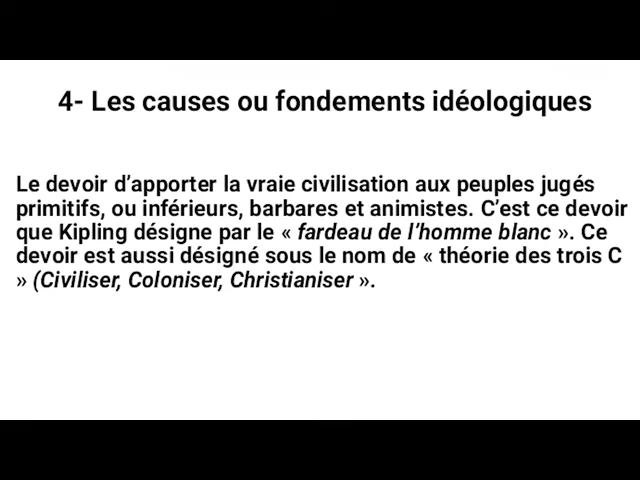 4- Les causes ou fondements idéologiques
Le devoir d’apporter la vraie civilisation aux peuples jugés
primitifs, ou inférieurs, barbares et animistes. C’est ce devoir
que Kipling désigne par le « fardeau de l’homme blanc ». Ce
devoir est aussi désigné sous le nom de « théorie des trois C
» (Civiliser, Coloniser, Christianiser ».